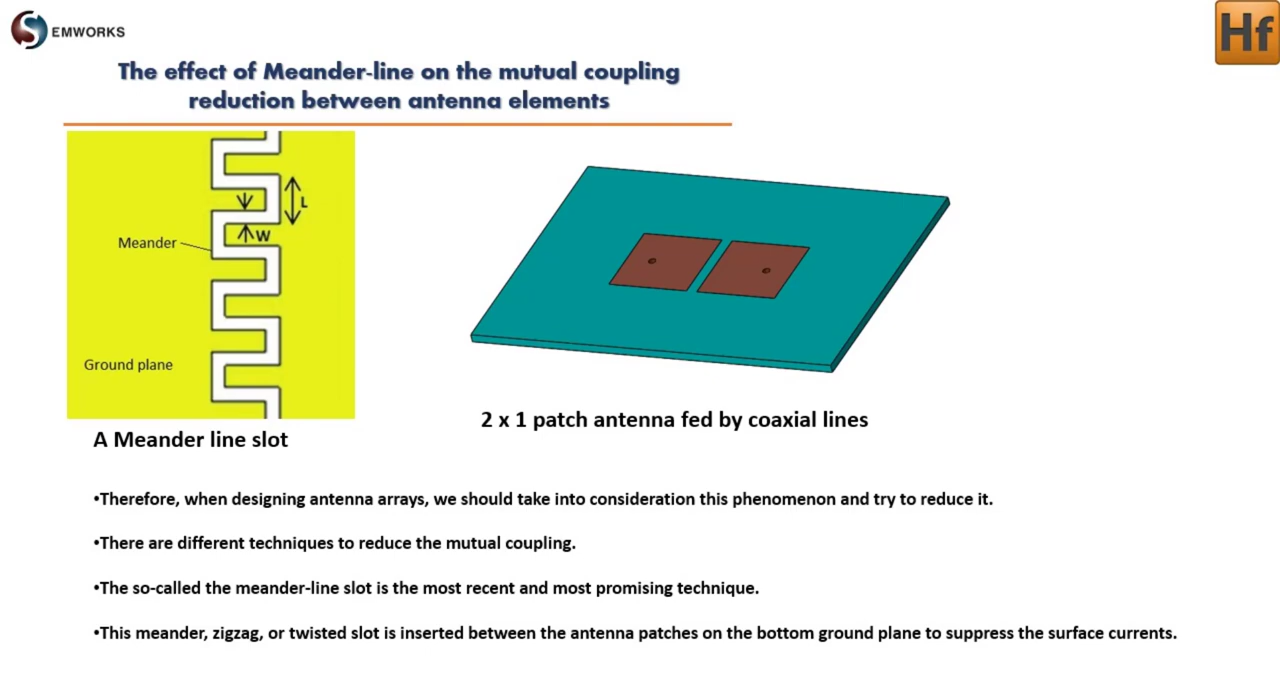 EMWORKS
Hf
The effect of Meander-line on the mutual coupling
reduction between antenna elements
L
W
Meander
Ground plane
A Meander line slot
2 x 1 patch antenna fed by coaxial lines
•Therefore, when designing antenna arrays, we should take into consideration this phenomenon and try to reduce it.
•There are different techniques to reduce the mutual coupling.
•The so-called the meander-line slot is the most recent and most promising technique.
•This meander, zigzag, or twisted slot is inserted between the antenna patches on the bottom ground plane to suppress the surface currents.